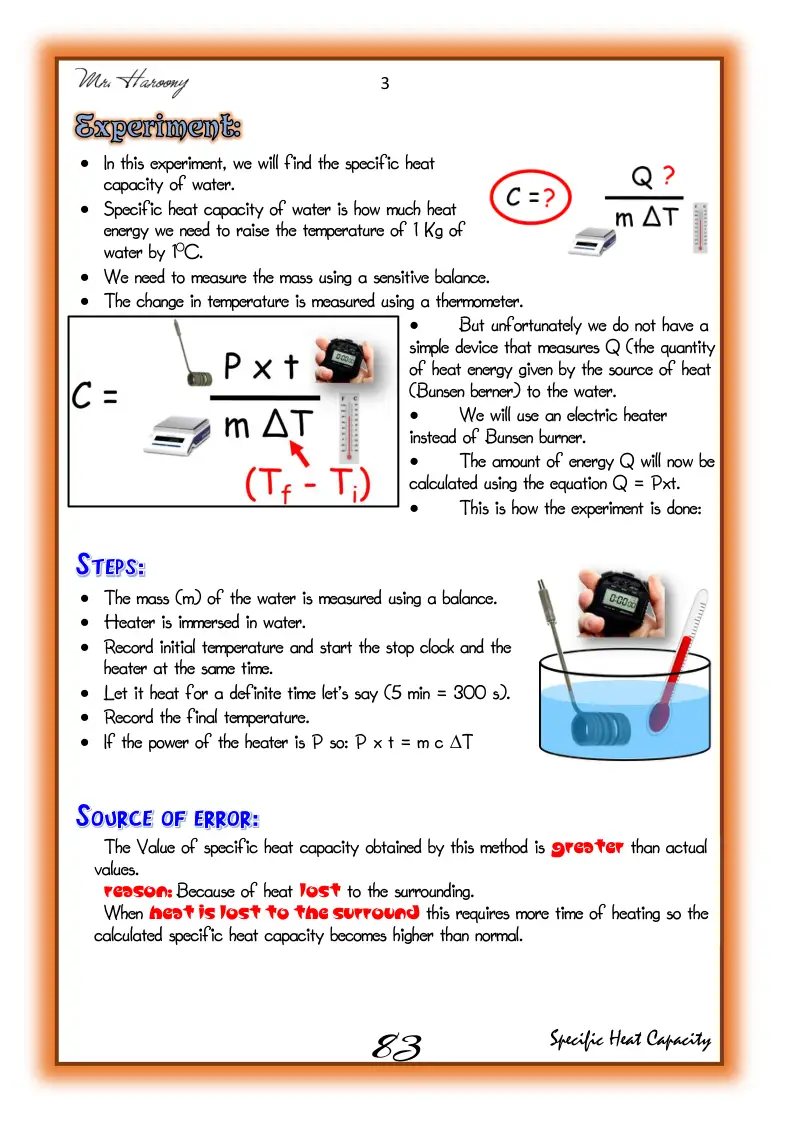 Mr. Haroony
3
Experiment:
• In this experiment, we will find the specific heat
capacity of water.
• Specific heat capacity of water is how much heat
energy we need to raise the temperature of 1 Kg of
water by 1⁰C.
• We need to measure the mass using a sensitive balance.
• The change in temperature is measured using a thermometer.
C =?
Q ?
m ΔT
• But unfortunately we do not have a
simple device that measures Q (the quantity
of heat energy given by the source of heat
(Bunsen berner) to the water.
• We will use an electric heater
instead of Bunsen burner.
• The amount of energy Q will now be
calculated using the equation Q = Pxt.
• This is how the experiment is done:
C =
P x t
m ΔT
(Tf - Ti)
0:00:00
F C
Steps:
• The mass (m) of the water is measured using a balance.
• Heater is immersed in water.
• Record initial temperature and start the stop clock and the
heater at the same time.
• Let it heat for a definite time let's say (5 min = 300 s).
• Record the final temperature.
• If the power of the heater is P so: P x t = m c ΔT
0:00:00
Source of error:
The Value of specific heat capacity obtained by this method is greater than actual
values.
reason: Because of heat lost to the surrounding.
When heat is lost to the surround this requires more time of heating so the
calculated specific heat capacity becomes higher than normal.
83
Specific Heat Capacity